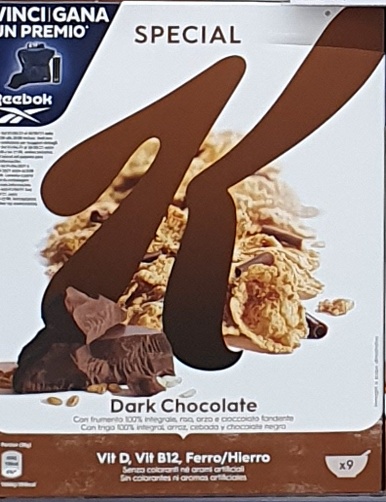 VINCI|GANA
UN PREMIO*
Reebok
SPECIAL
K
Dark Chocolate
Con frumento 100% integrale, riso, orzo e cioccolato fondente
Con trigo 100% integral, arroz, cebada y chocolate negro
Vit D, Vit B12, Ferro/Hierro
Senza coloranti né aromi artificiali
Sin colorantes ni aromas artificiales
x9